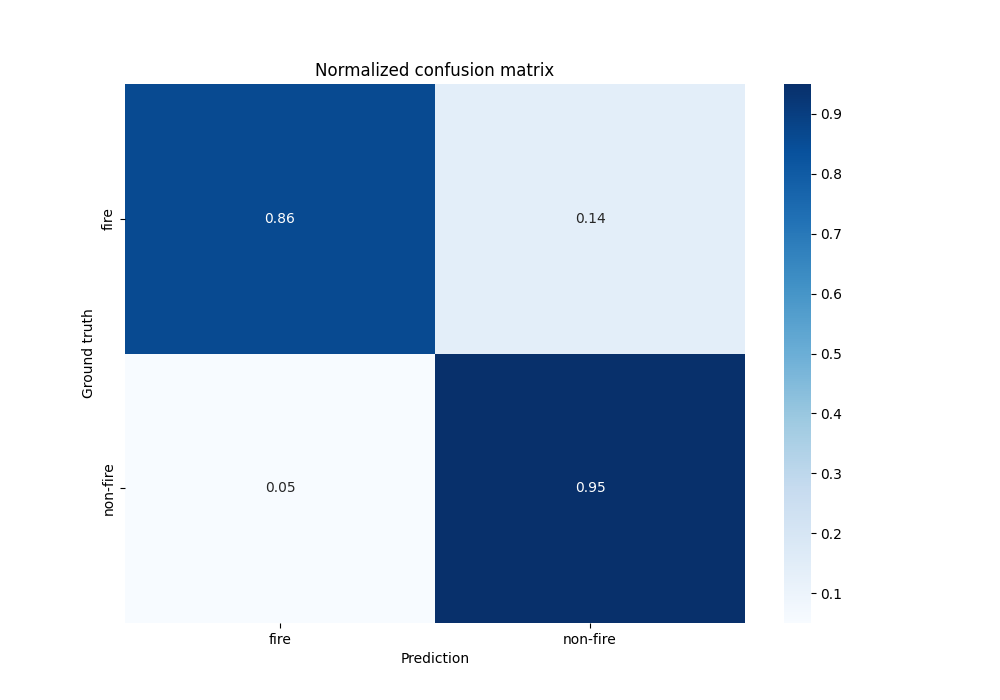 Normalized confusion matrix
fire
0.86
0.14
Ground truth
non-fire
0.05
0.95
fire
non-fire
Prediction
0.9
0.8
0.7
0.6
0.5
0.4
0.3
0.2
0.1